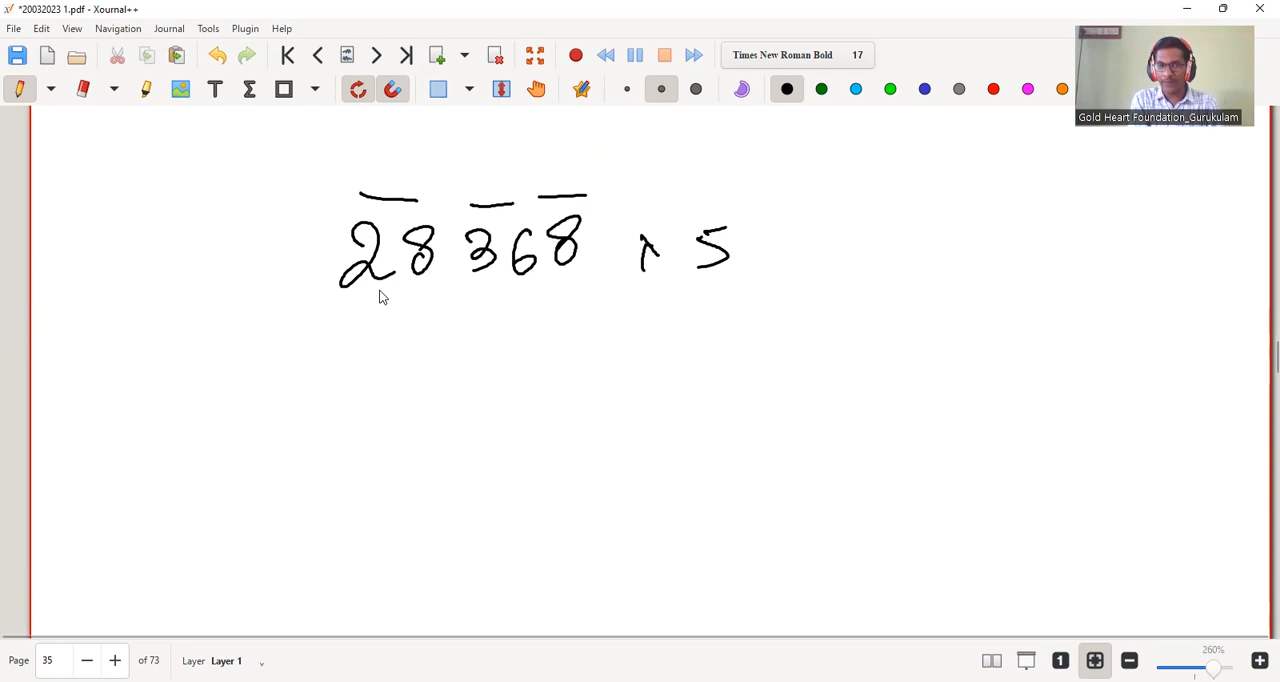 *20032023 1.pdf - Xournal++
File Edit View Navigation Journal Tools Plugin Help
Times New Roman Bold 17
Gold Heart Foundation_Gurukulam
28 368 x 5
Page 35 of 73 Layer Layer 1 260%